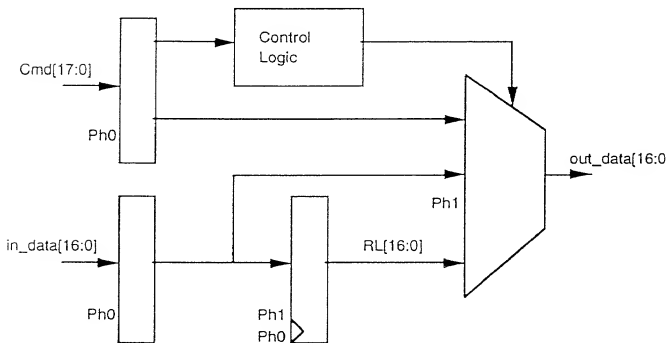 Control
Logic
Cmd[17:0]
Ph0
out_data[16:0
Ph1
in_data[16:0]
RL[16:0]
Ph0
Ph1
Ph0